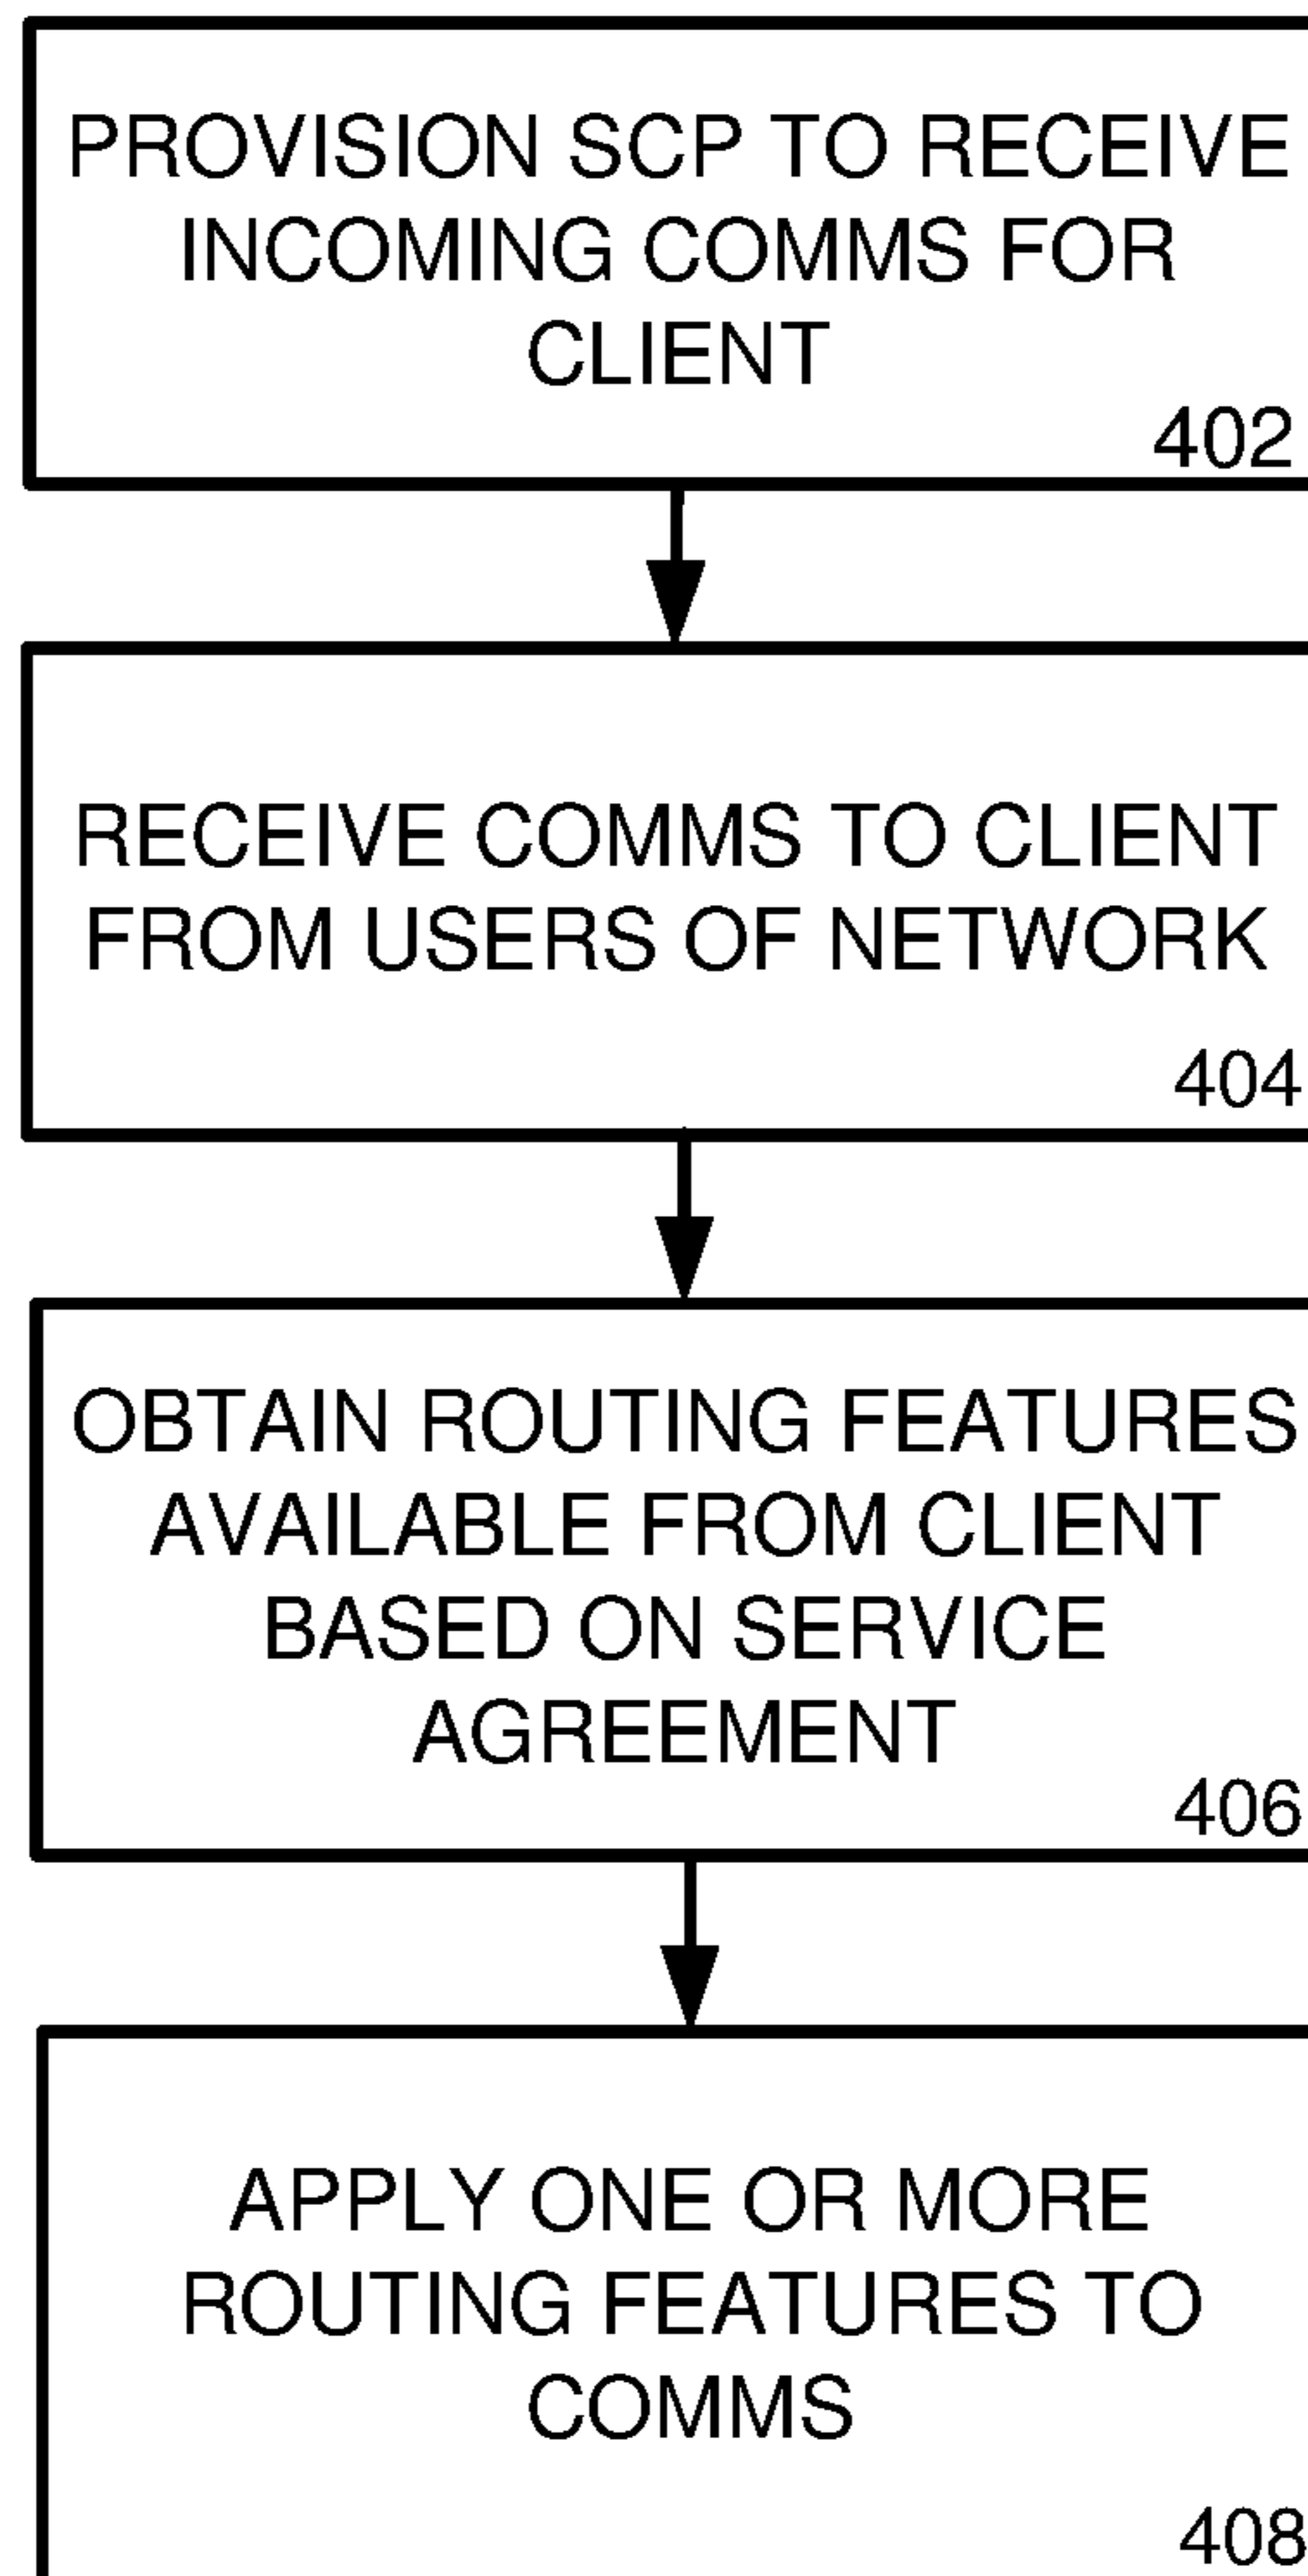 PROVISION SCP TO RECEIVE
INCOMING COMMS FOR
CLIENT
402
RECEIVE COMMS TO CLIENT
FROM USERS OF NETWORK
404
OBTAIN ROUTING FEATURES
AVAILABLE FROM CLIENT
BASED ON SERVICE
AGREEMENT
406
APPLY ONE OR MORE
ROUTING FEATURES TO
COMMS
408